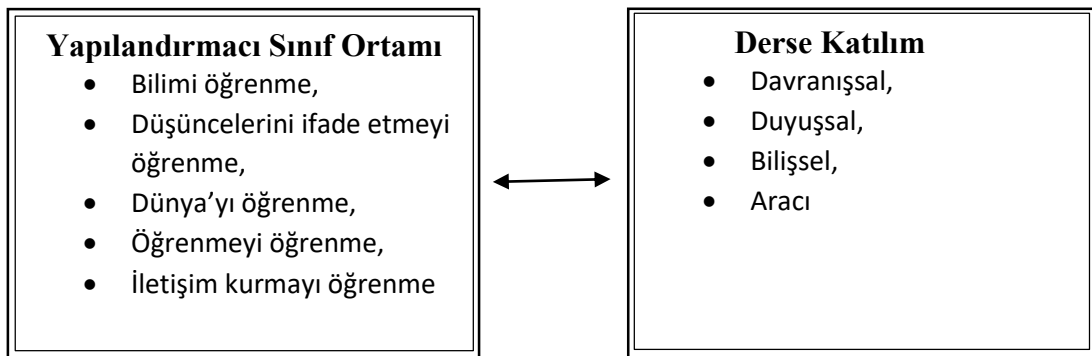 Yapılandırmacı Sınıf Ortamı
• Bilimi öğrenme,
• Düşüncelerini ifade etmeyi
öğrenme,
• Dünya’yı öğrenme,
• Öğrenmeyi öğrenme,
• İletişim kurmayı öğrenme
Derse Katılım
• Davranışsal,
• Duyuşsal,
• Bilişsel,
• Aracı